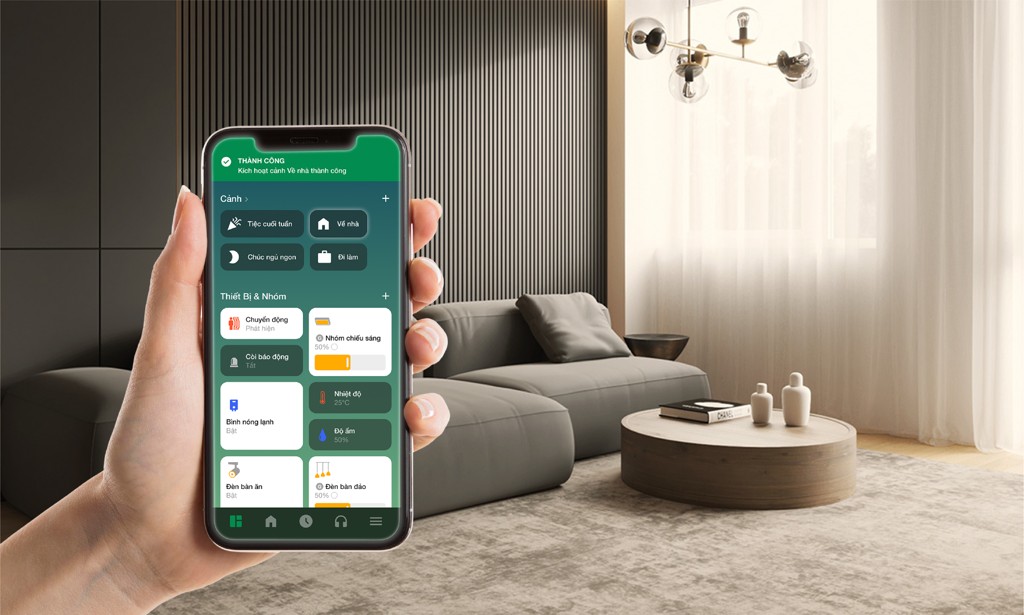 THÀNH CÔNG
Kích hoạt cảnh Về nhà thành công
Cảnh
Tiệc cuối tuần
Về nhà
Chúc ngủ ngon
Đi làm
Thiết Bị & Nhóm
Chuyển động
Phát hiện
Nhóm chiếu sáng
50%
Còi báo động
Tắt
Nhiệt độ
25°C
Bình nóng lạnh
Bật
Độ ẩm
50%
Đèn bàn ăn
Bật
Đèn bàn đảo
50%
CHANEL